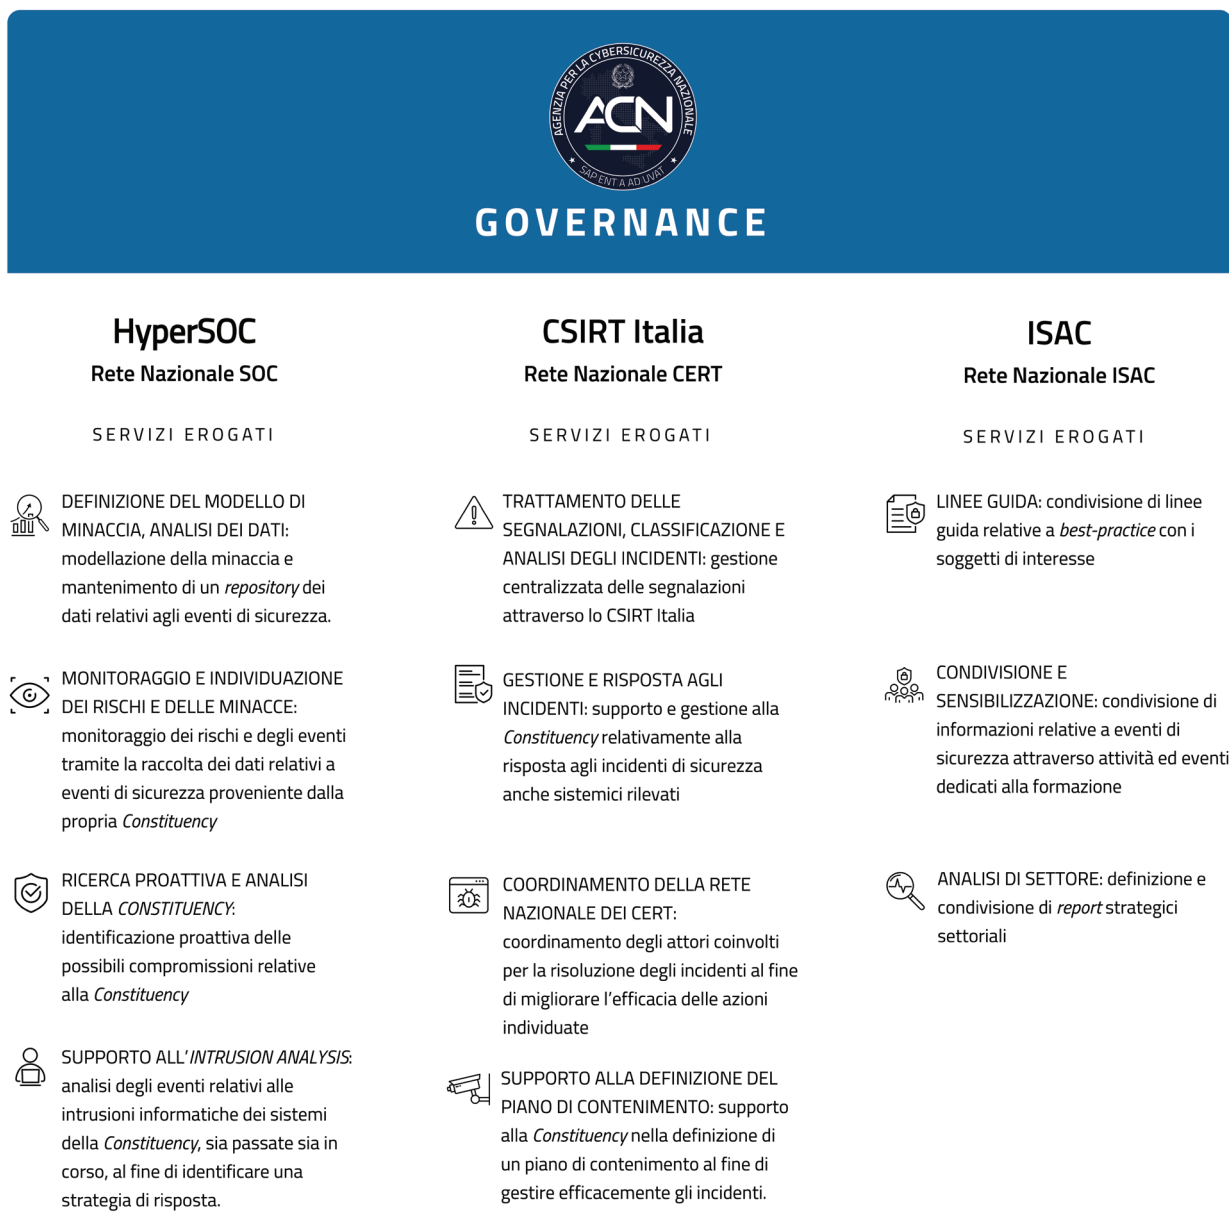 AGENZIA PER LA CYBERSICUREZZA NAZIONALE
ACN
GOVERNANCE
HyperSOC
Rete Nazionale SOC
SERVIZI EROGATI
DEFINIZIONE DEL MODELLO DI
MINACCIA, ANALISI DEI DATI:
modellazione della minaccia e
mantenimento di un repository dei
dati relativi agli eventi di sicurezza.
MONITORAGGIO E INDIVIDUAZIONE
DEI RISCHI E DELLE MINACCE:
monitoraggio dei rischi e degli eventi
tramite la raccolta dei dati relativi a
eventi di sicurezza proveniente dalla
propria Constituency
RICERCA PROATTIVA E ANALISI
DELLA CONSTITUENCY:
identificazione proattiva delle
possibili compromissioni relative
alla Constituency
SUPPORTO ALL'INTRUSION ANALYSIS:
analisi degli eventi relativi alle
intrusioni informatiche dei sistemi
della Constituency, sia passate sia in
corso, al fine di identificare una
strategia di risposta.
CSIRT Italia
Rete Nazionale CERT
SERVIZI EROGATI
TRATTAMENTO DELLE
SEGNALAZIONI, CLASSIFICAZIONE E
ANALISI DEGLI INCIDENTI: gestione
centralizzata delle segnalazioni
attraverso lo CSIRT Italia
GESTIONE E RISPOSTA AGLI
INCIDENTI: supporto e gestione alla
Constituency relativamente alla
risposta agli incidenti di sicurezza
anche sistemici rilevati
COORDINAMENTO DELLA RETE
NAZIONALE DEI CERT:
coordinamento degli attori coinvolti
per la risoluzione degli incidenti al fine
di migliorare l'efficacia delle azioni
individuate
SUPPORTO ALLA DEFINIZIONE DEL
PIANO DI CONTENIMENTO: supporto
alla Constituency nella definizione di
un piano di contenimento al fine di
gestire efficacemente gli incidenti.
ISAC
Rete Nazionale ISAC
SERVIZI EROGATI
LINEE GUIDA: condivisione di linee
guida relative a best-practice con i
soggetti di interesse
CONDIVISIONE E
SENSIBILIZZAZIONE: condivisione di
informazioni relative a eventi di
sicurezza attraverso attività ed eventi
dedicati alla formazione
ANALISI DI SETTORE: definizione e
condivisione di report strategici
settoriali